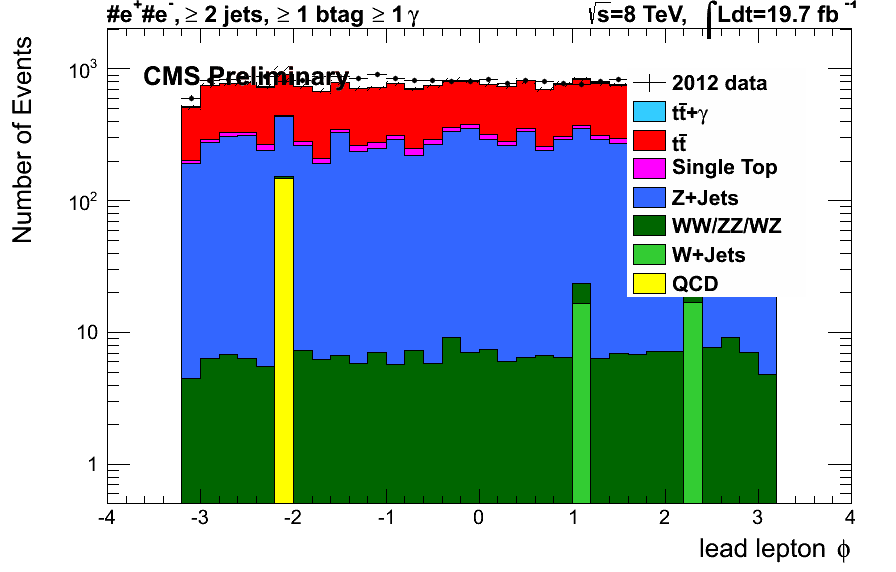 #e⁺#e⁻, ≥ 2 jets, ≥ 1 btag ≥ 1 γ
√s=8 TeV, ∫Ldt=19.7 fb⁻¹
Number of Events
CMS Preliminary
2012 data
tt̄+γ
tt̄
Single Top
Z+Jets
WW/ZZ/WZ
W+Jets
QCD
10³
10²
10
1
-4 -3 -2 -1 0 1 2 3 4
lead lepton ϕ